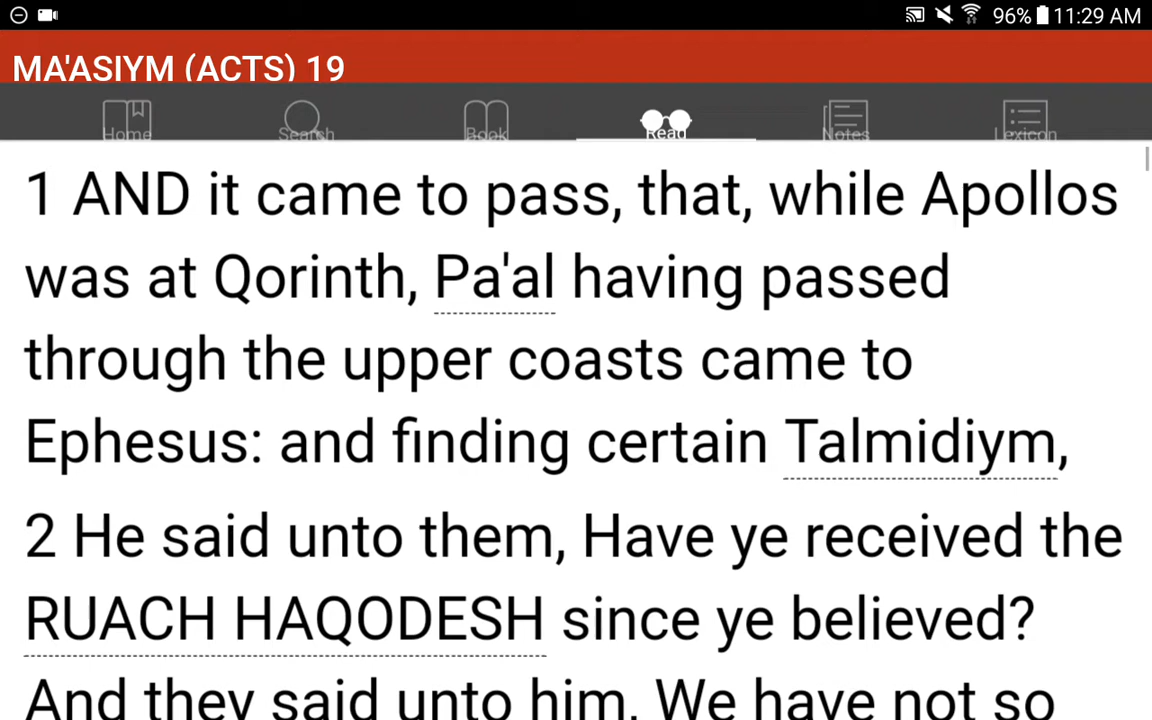 96% 11:29 AM
MA'ASIYM (ACTS) 19
Home Search Book Read Notes Lexicon
1 AND it came to pass, that, while Apollos
was at Qorinth, Pa'al having passed
through the upper coasts came to
Ephesus: and finding certain Talmidiym,
2 He said unto them, Have ye received the
RUACH HAQODESH since ye believed?
And they said unto him, We have not so